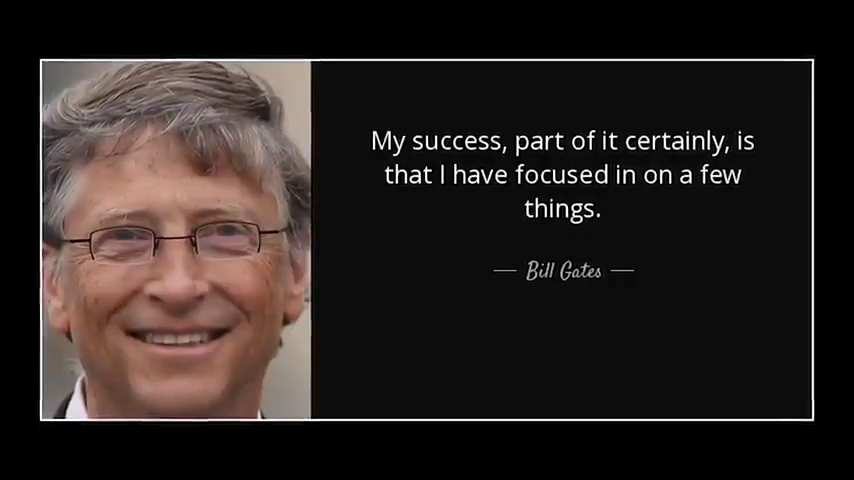 My success, part of it certainly, is
that I have focused in on a few
things.
Bill Gates